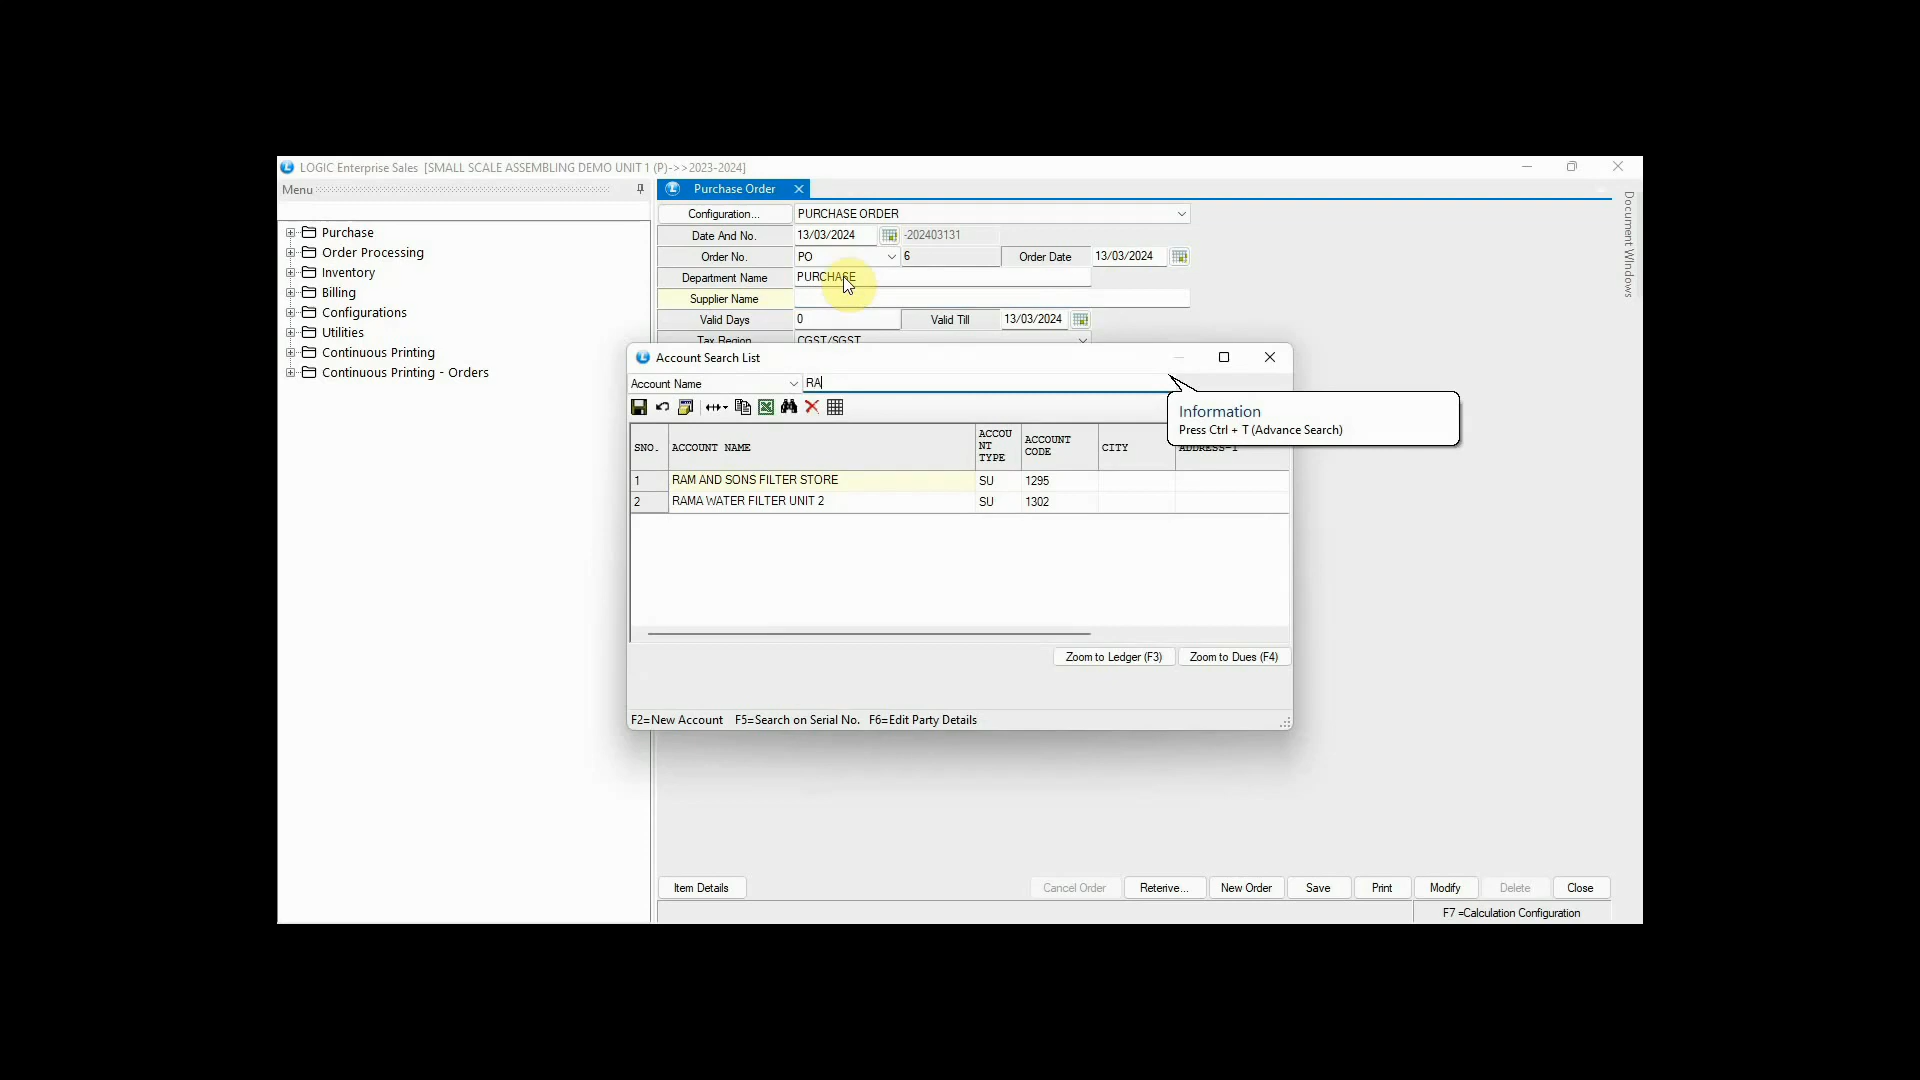 LOGIC Enterprise Sales [SMALL SCALE ASSEMBLING DEMO UNIT 1 (P)->>2023-2024]
Menu
Purchase
Order Processing
Inventory
Billing
Configurations
Utilities
Continuous Printing
Continuous Printing - Orders
Purchase Order
Document Windows
Configuration... PURCHASE ORDER
Date And No. 13/03/2024 -202403131
Order No. PO 6 Order Date 13/03/2024
Department Name PURCHASE
Supplier Name
Valid Days 0 Valid Till 13/03/2024
Tax Region CGST/SGST
Account Search List
Account Name RA
Information
Press Ctrl + T (Advance Search)
SNO. ACCOUNT NAME ACCOUNT TYPE ACCOUNT CODE CITY ADDRESS-1
1 RAM AND SONS FILTER STORE SU 1295
2 RAMA WATER FILTER UNIT 2 SU 1302
Zoom to Ledger (F3) Zoom to Dues (F4)
F2=New Account F5=Search on Serial No. F6=Edit Party Details
Item Details Cancel Order Reterive... New Order Save Print Modify Delete Close
F7 =Calculation Configuration